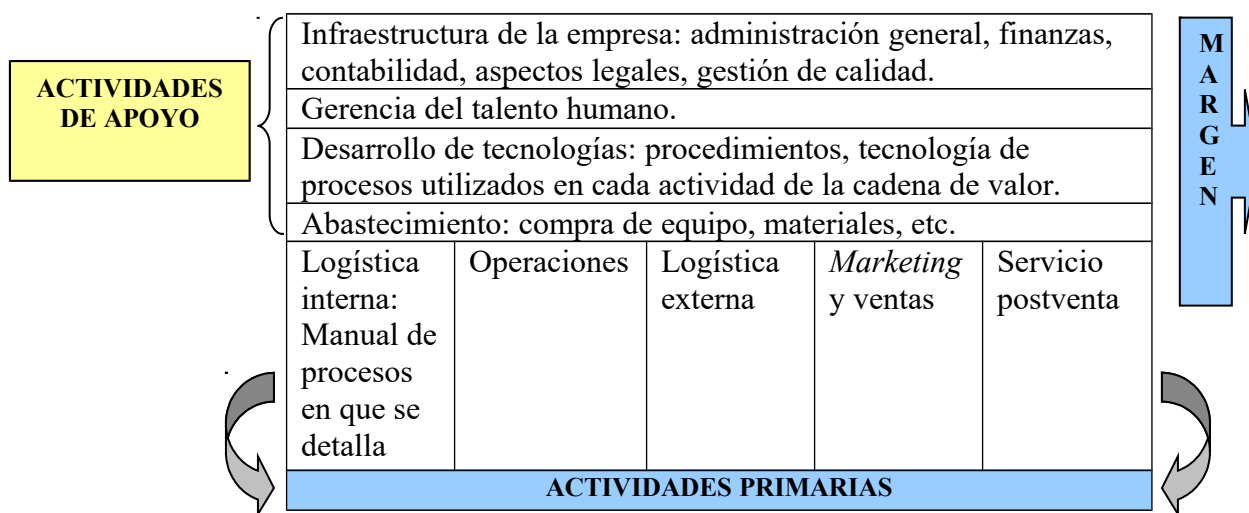 ACTIVIDADES
DE APOYO
Infraestructura de la empresa: administración general, finanzas,
contabilidad, aspectos legales, gestión de calidad.
Gerencia del talento humano.
Desarrollo de tecnologías: procedimientos, tecnología de
procesos utilizados en cada actividad de la cadena de valor.
Abastecimiento: compra de equipo, materiales, etc.
Logística
interna:
Manual de
procesos
en que se
detalla
Operaciones
Logística
externa
Marketing
y ventas
Servicio
postventa
ACTIVIDADES PRIMARIAS
M
A
R
G
E
N